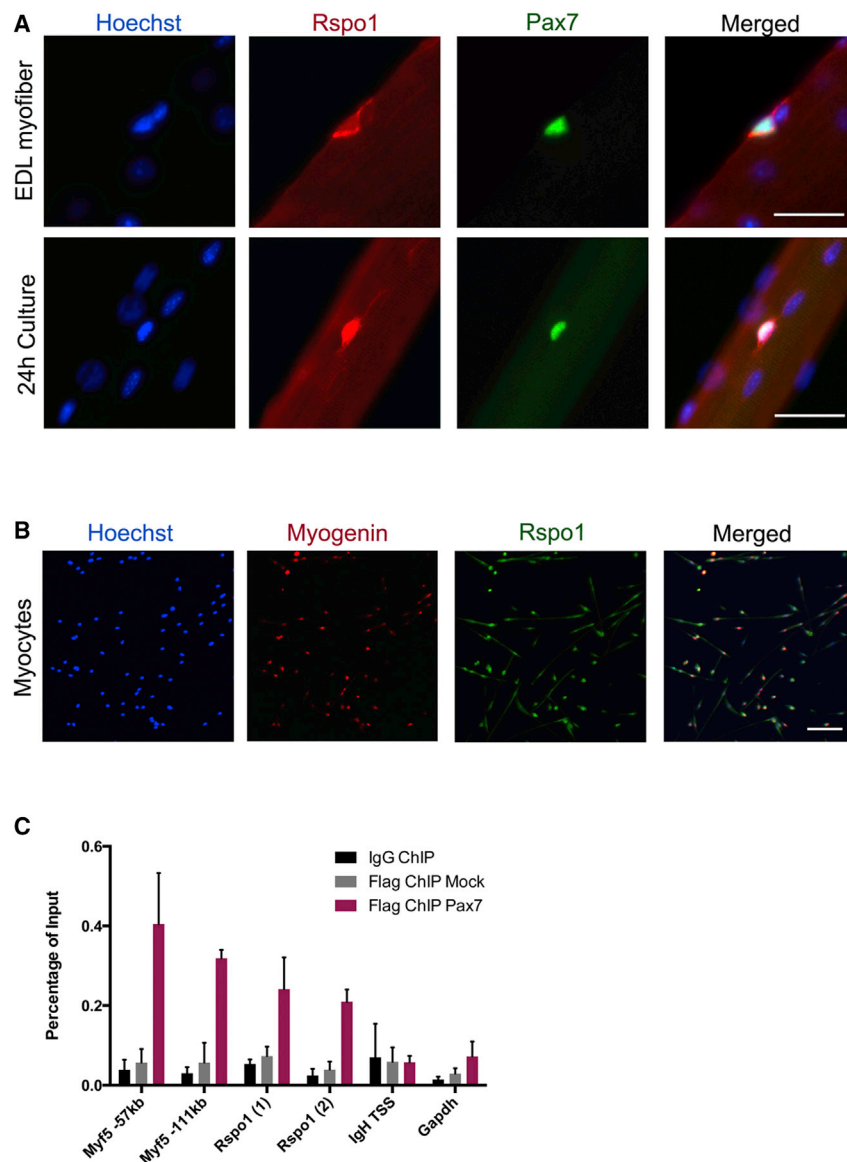 A
Hoechst Rspo1 Pax7 Merged
EDL myofiber
24h Culture
B
Hoechst Myogenin Rspo1 Merged
Myocytes
C
0.6
0.4
0.2
0.0
Percentage of Input
IgG ChIP
Flag ChIP Mock
Flag ChIP Pax7
Myf5 -57kb
Myf5 -111kb
Rspo1 (1)
Rspo1 (2)
IgH TSS
Gapdh